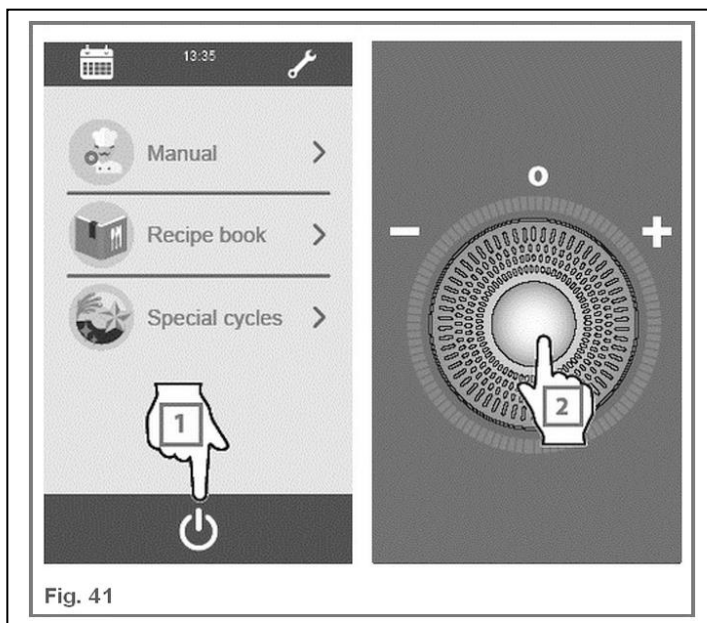 13:35
Manual
Recipe book
Special cycles
1
o
− +
2
Fig. 41